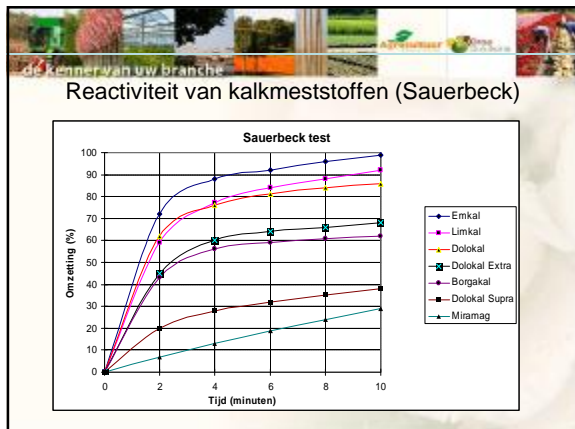 Agricultuur
de kenner van uw branche
Reactiviteit van kalkmeststoffen (Sauerbeck)
Sauerbeck test
Omzetting (%)
100
90
80
70
60
50
40
30
20
10
0
0 2 4 6 8 10
Tijd (minuten)
Emkal
Limkal
Dolokal
Dolokal Extra
Borgakal
Dolokal Supra
Miramag